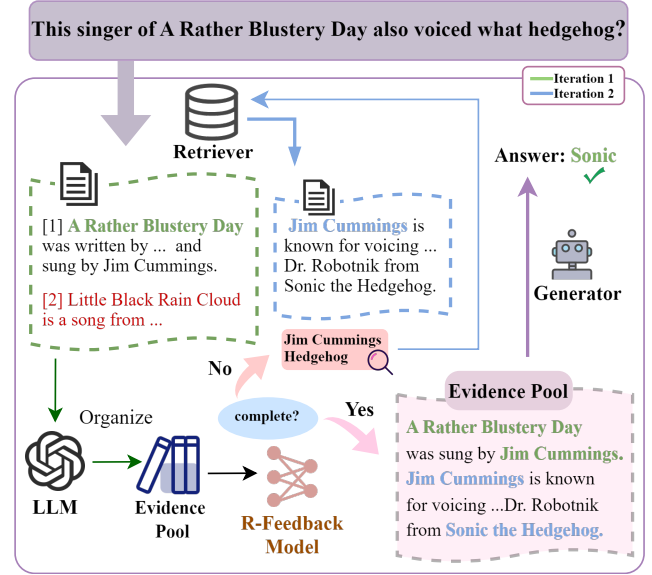 This singer of A Rather Blustery Day also voiced what hedgehog?
Iteration 1
Iteration 2
Retriever
Answer: Sonic
[1] A Rather Blustery Day
was written by ... and
sung by Jim Cummings.
[2] Little Black Rain Cloud
is a song from ...
Jim Cummings is
known for voicing ...
Dr. Robotnik from
Sonic the Hedgehog.
Generator
Jim Cummings
Hedgehog
No
complete?
Yes
Organize
LLM
Evidence
Pool
R-Feedback
Model
Evidence Pool
A Rather Blustery Day
was sung by Jim Cummings.
Jim Cummings is known
for voicing ...Dr. Robotnik
from Sonic the Hedgehog.